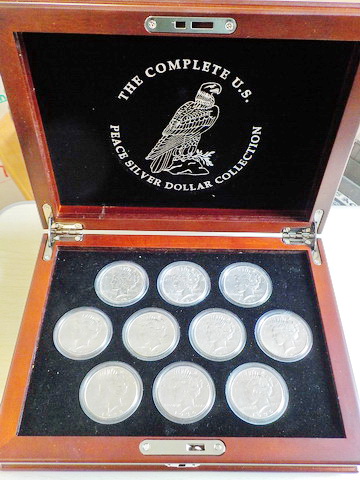 THE COMPLETE U.S.
PEACE SILVER DOLLAR COLLECTION